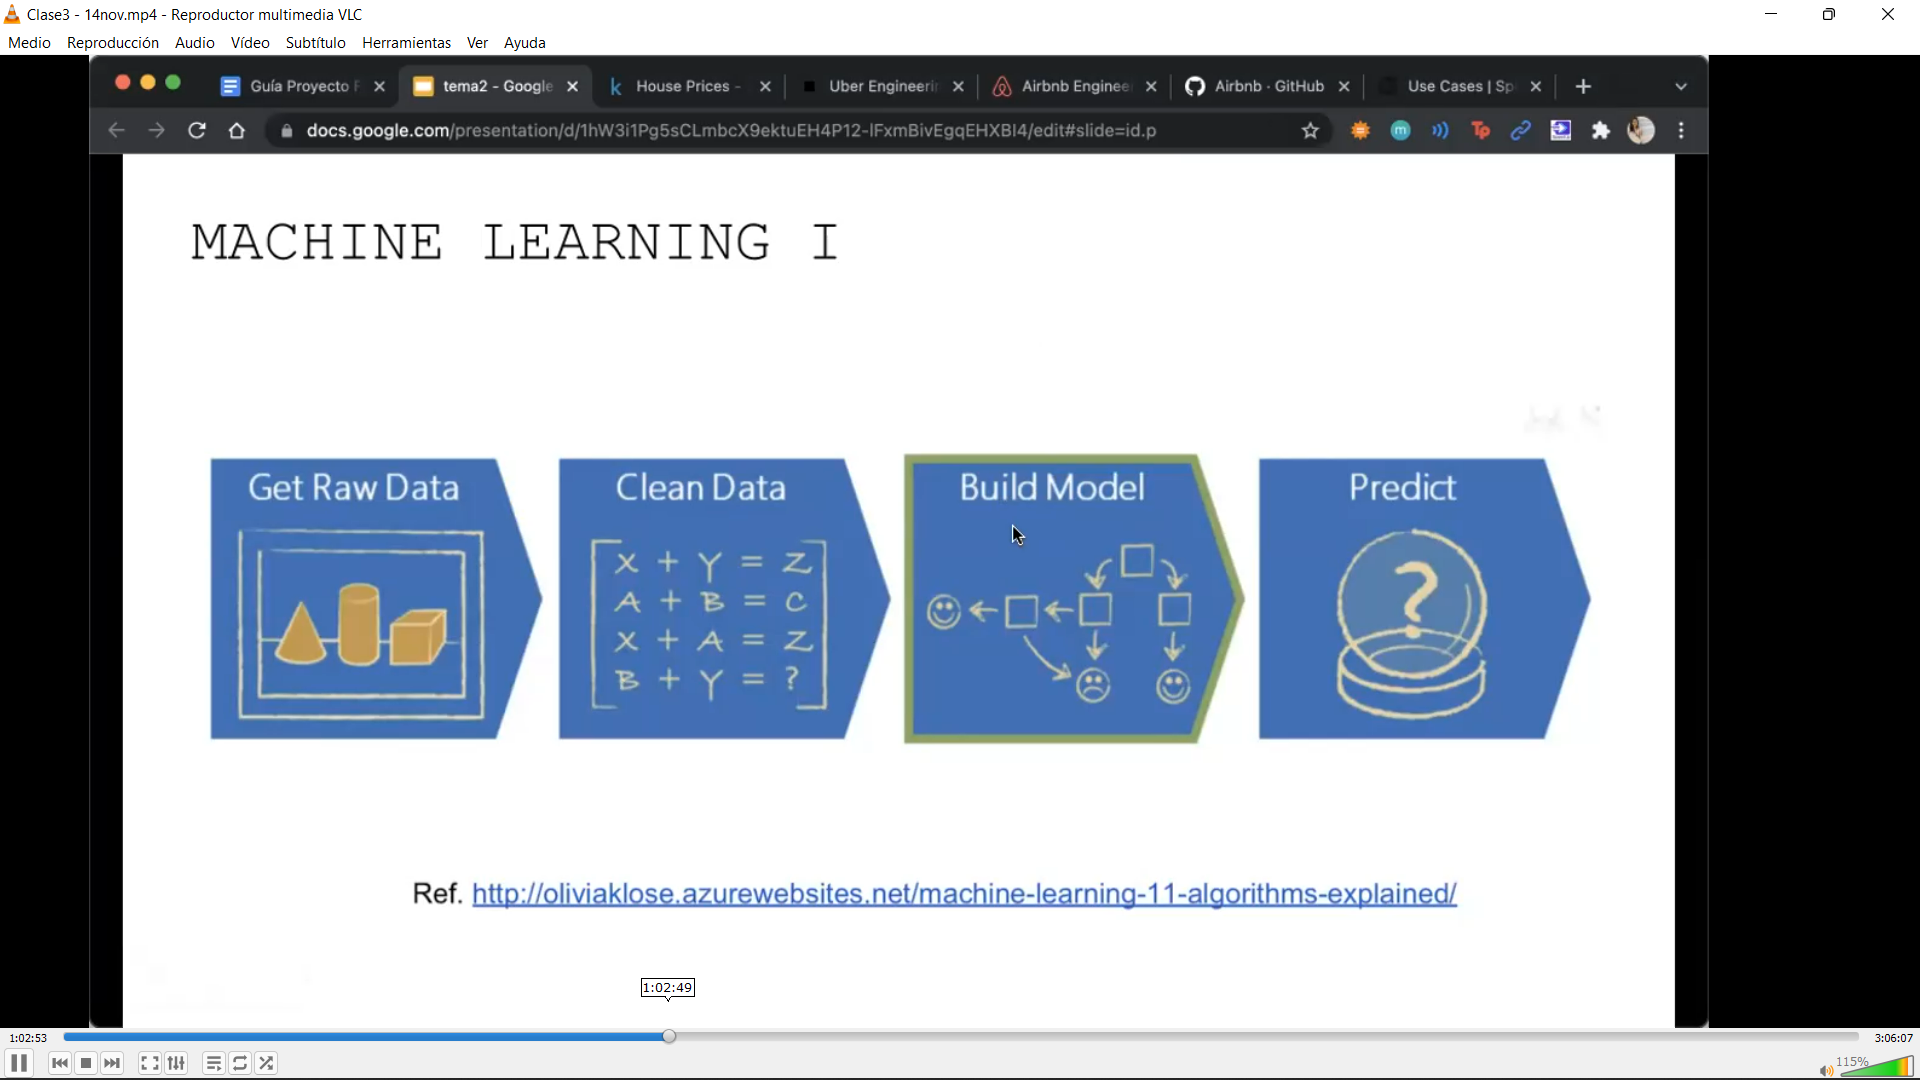 Clase3 - 14nov.mp4 - Reproductor multimedia VLC
Medio Reproducción Audio Vídeo Subtítulo Herramientas Ver Ayuda
Guía Proyecto F tema2 - Google House Prices - Uber Engineerin Airbnb Enginee Airbnb · GitHub Use Cases | Sp
docs.google.com/presentation/d/1hW3i1Pg5sCLmbcX9ektuEH4P12-lFxmBivEgqEHXBI4/edit#slide=id.p
m Tp
MACHINE LEARNING I
Get Raw Data
Clean Data
X + Y = Z
A + B = C
X + A = Z
B + Y = ?
Build Model
Predict
?
Ref. http://oliviaklose.azurewebsites.net/machine-learning-11-algorithms-explained/
1:02:49
1:02:53 3:06:07
115%